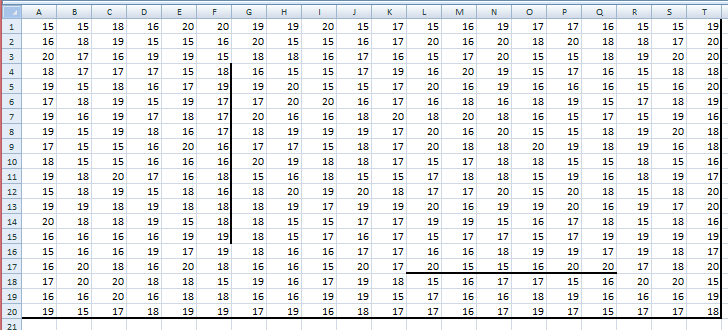 A B C D E F G H I J K L M N O P Q R S T
1 15 15 18 16 20 20 19 19 20 15 17 15 16 19 17 17 16 15 15 19
2 16 18 19 15 15 16 20 15 15 16 17 20 16 20 18 20 18 18 17 20
3 20 17 16 19 19 15 18 18 16 17 16 15 17 20 15 15 18 19 20 20
4 18 17 17 17 15 18 16 15 15 17 19 16 20 19 15 17 16 15 18 18
5 19 15 18 16 17 19 19 20 15 15 17 20 16 19 16 16 16 15 16 20
6 17 18 19 15 19 17 17 20 20 16 17 16 18 16 18 19 15 17 18 19
7 19 16 19 17 18 17 20 16 16 18 20 18 20 18 16 15 17 15 19 16
8 19 15 19 18 16 17 18 19 19 19 17 20 16 20 16 15 18 19 20 18
9 17 17 15 15 16 20 16 17 17 18 17 20 18 18 20 15 19 15 18 15
10 18 15 15 16 16 16 20 19 18 18 17 15 17 18 18 15 15 18 16 18
11 19 18 20 17 16 18 15 16 18 15 15 17 17 18 17 19 16 18 19 17
12 15 18 19 15 18 16 18 20 19 20 18 17 17 20 15 20 18 15 18 20
13 19 19 19 18 18 18 18 19 17 19 19 20 16 19 19 20 16 18 17 20
14 20 18 18 19 15 18 20 15 15 17 17 19 19 15 16 17 18 15 18 16
15 16 16 16 16 19 19 18 15 17 16 17 15 17 17 15 17 19 19 19 19
16 15 16 16 19 17 19 18 16 16 17 17 16 16 18 19 19 17 19 18 17
17 16 20 18 16 20 18 16 16 15 20 17 20 15 15 16 20 20 17 18 20
18 17 20 20 18 18 15 19 16 17 19 18 15 16 17 17 15 16 20 20 15
19 16 16 20 16 18 18 16 19 19 19 15 17 16 16 18 19 16 16 16 19
20 19 15 17 18 19 19 17 19 16 18 17 17 16 17 19 17 15 17 17 18
21